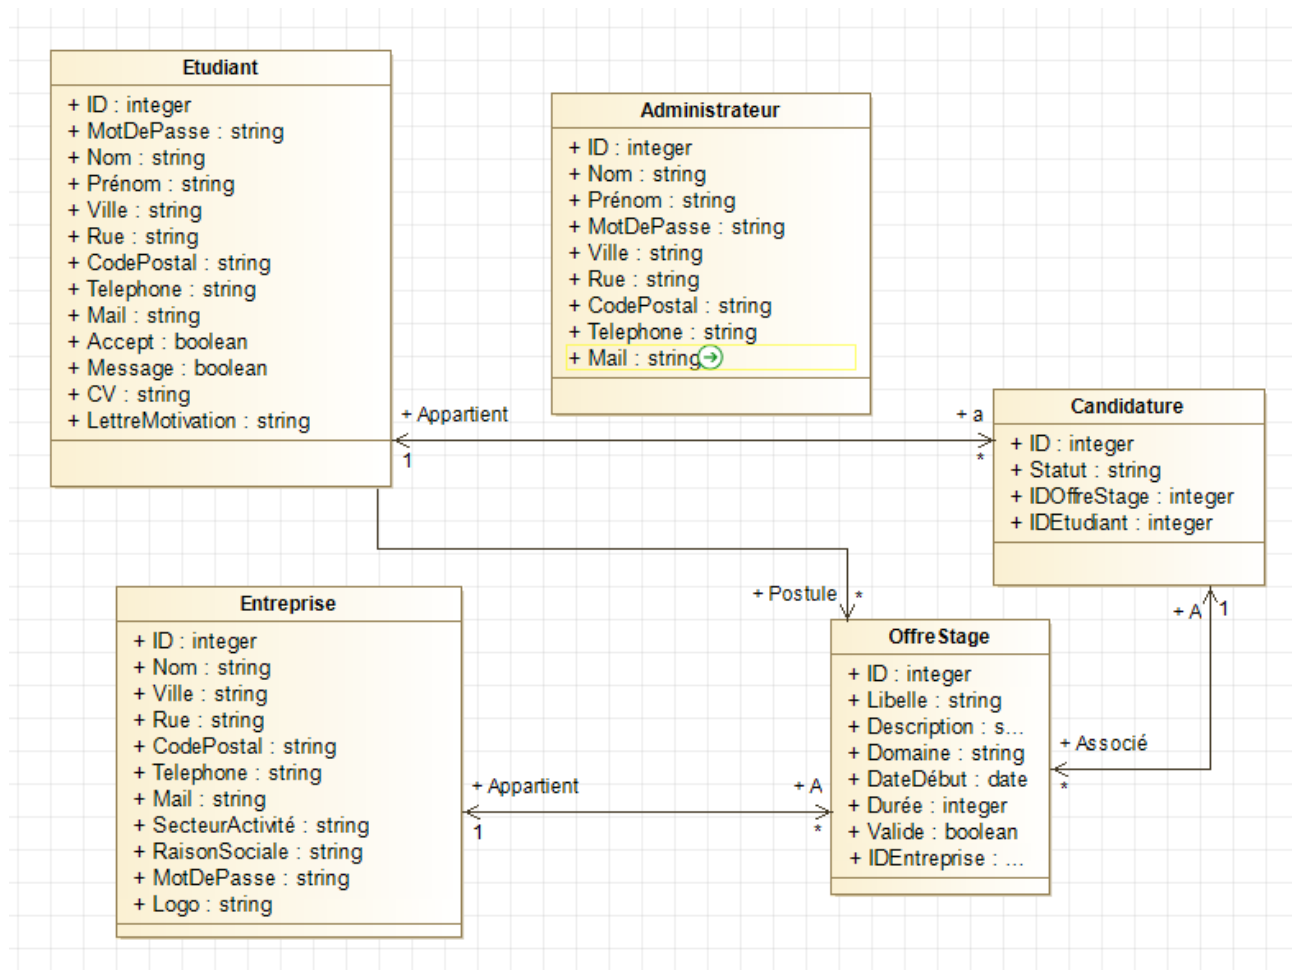 Etudiant
+ ID : integer
+ MotDePasse : string
+ Nom : string
+ Prénom : string
+ Ville : string
+ Rue : string
+ CodePostal : string
+ Telephone : string
+ Mail : string
+ Accept : boolean
+ Message : boolean
+ CV : string
+ LettreMotivation : string
Administrateur
+ ID : integer
+ Nom : string
+ Prénom : string
+ MotDePasse : string
+ Ville : string
+ Rue : string
+ CodePostal : string
+ Telephone : string
+ Mail : string
+ Appartient
1
+ a
*
Candidature
+ ID : integer
+ Statut : string
+ IDOffreStage : integer
+ IDEtudiant : integer
+ Postule
*
+ A
1
Entreprise
+ ID : integer
+ Nom : string
+ Ville : string
+ Rue : string
+ CodePostal : string
+ Telephone : string
+ Mail : string
+ SecteurActivité : string
+ RaisonSociale : string
+ MotDePasse : string
+ Logo : string
+ Appartient
1
+ A
*
OffreStage
+ ID : integer
+ Libelle : string
+ Description : s...
+ Domaine : string
+ DateDébut : date
+ Durée : integer
+ Valide : boolean
+ IDEntreprise : ...
+ Associé
*